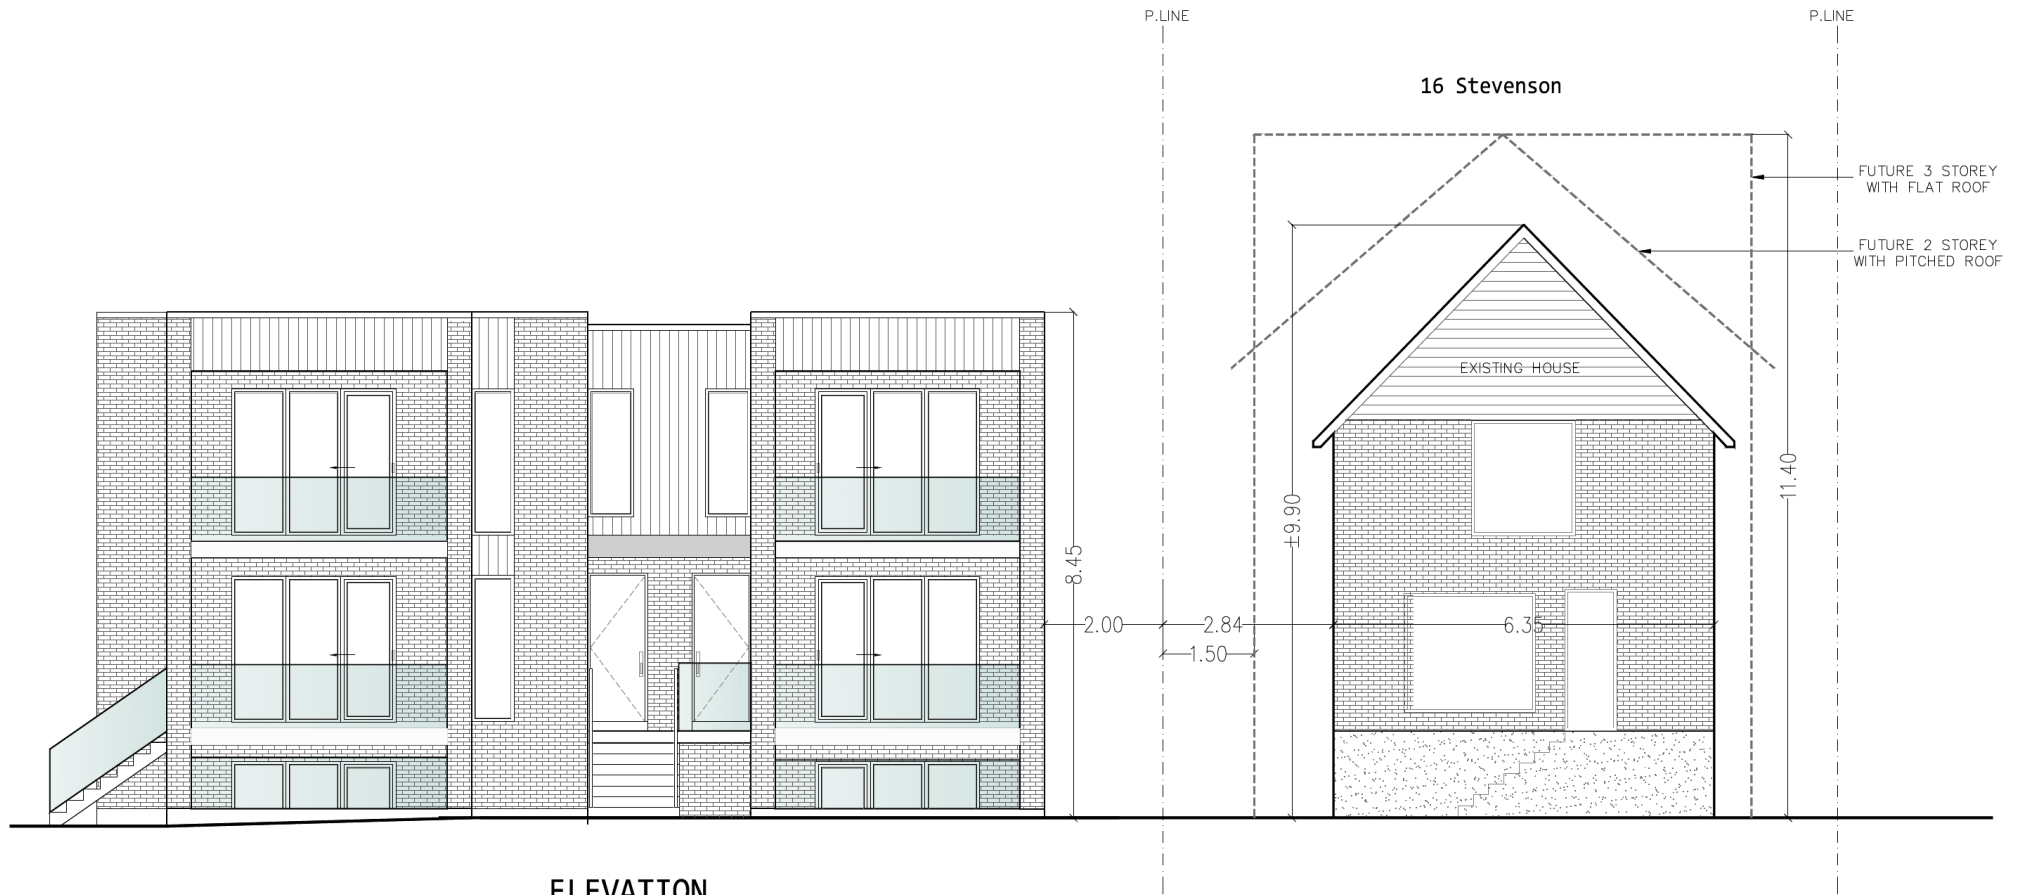 P.LINE
P.LINE
16 Stevenson
FUTURE 3 STOREY
WITH FLAT ROOF
FUTURE 2 STOREY
WITH PITCHED ROOF
EXISTING HOUSE
11.40
±9.90
8.45
2.00
2.84
6.35
1.50
ELEVATION